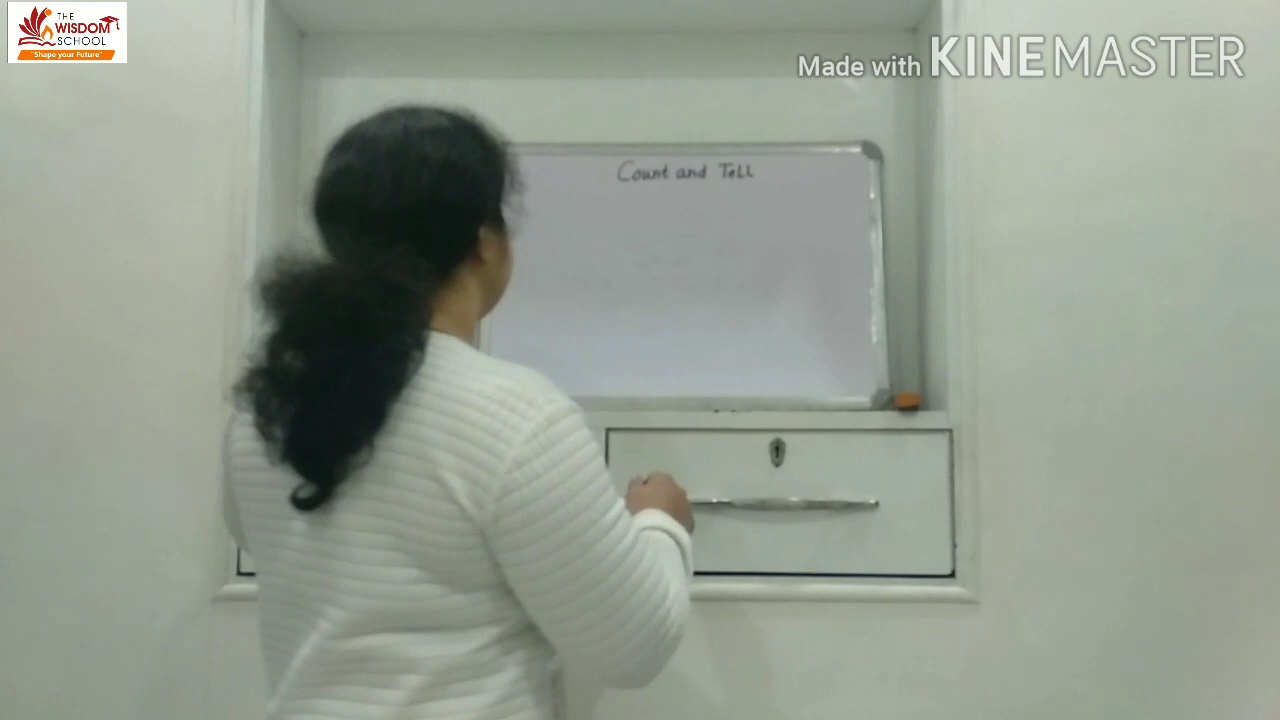 THE
WISDOM
SCHOOL
"Shape your Future"
Made with KINEMASTER
Count and Tell